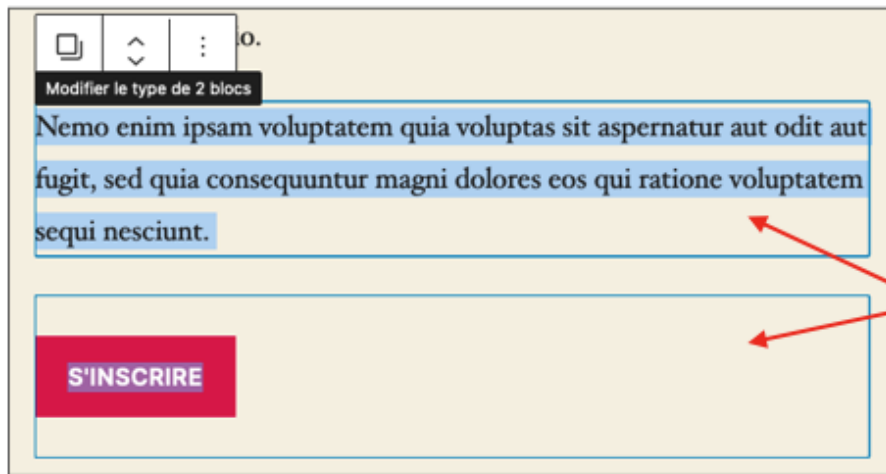 io.
Modifier le type de 2 blocs
Nemo enim ipsam voluptatem quia voluptas sit aspernatur aut odit aut
fugit, sed quia consequuntur magni dolores eos qui ratione voluptatem
sequi nesciunt.
S'INSCRIRE